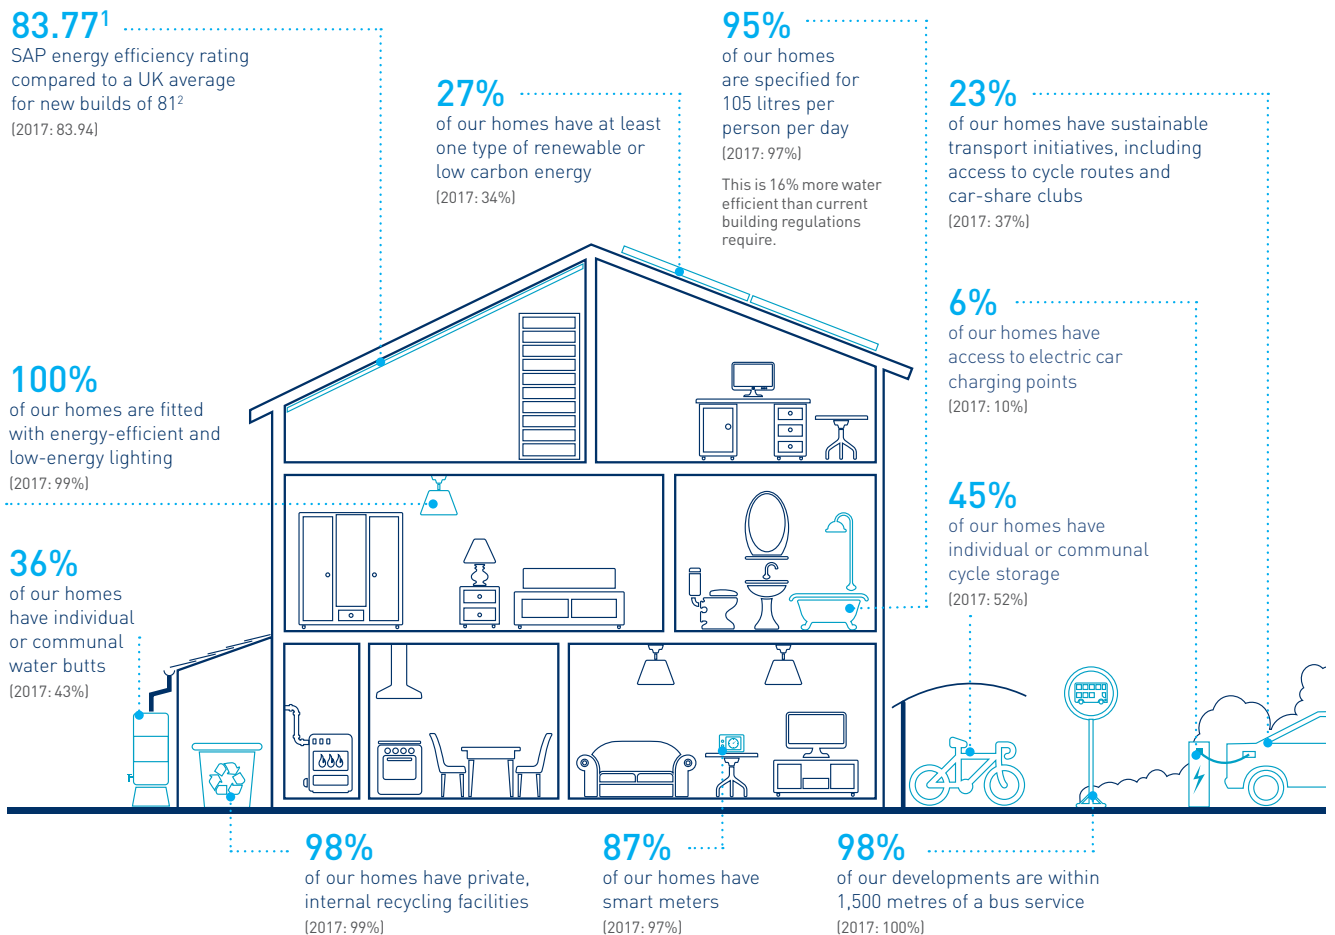 83.77¹
SAP energy efficiency rating
compared to a UK average
for new builds of 81²
(2017: 83.94)
27%
of our homes have at least
one type of renewable or
low carbon energy
(2017: 34%)
95%
of our homes
are specified for
105 litres per
person per day
(2017: 97%)
This is 16% more water
efficient than current
building regulations
require.
23%
of our homes have sustainable
transport initiatives, including
access to cycle routes and
car-share clubs
(2017: 37%)
6%
of our homes have
access to electric car
charging points
(2017: 10%)
100%
of our homes are fitted
with energy-efficient and
low-energy lighting
(2017: 99%)
45%
of our homes have
individual or communal
cycle storage
(2017: 52%)
36%
of our homes
have individual
or communal
water butts
(2017: 43%)
98%
of our homes have private,
internal recycling facilities
(2017: 99%)
87%
of our homes have
smart meters
(2017: 97%)
98%
of our developments are within
1,500 metres of a bus service
(2017: 100%)